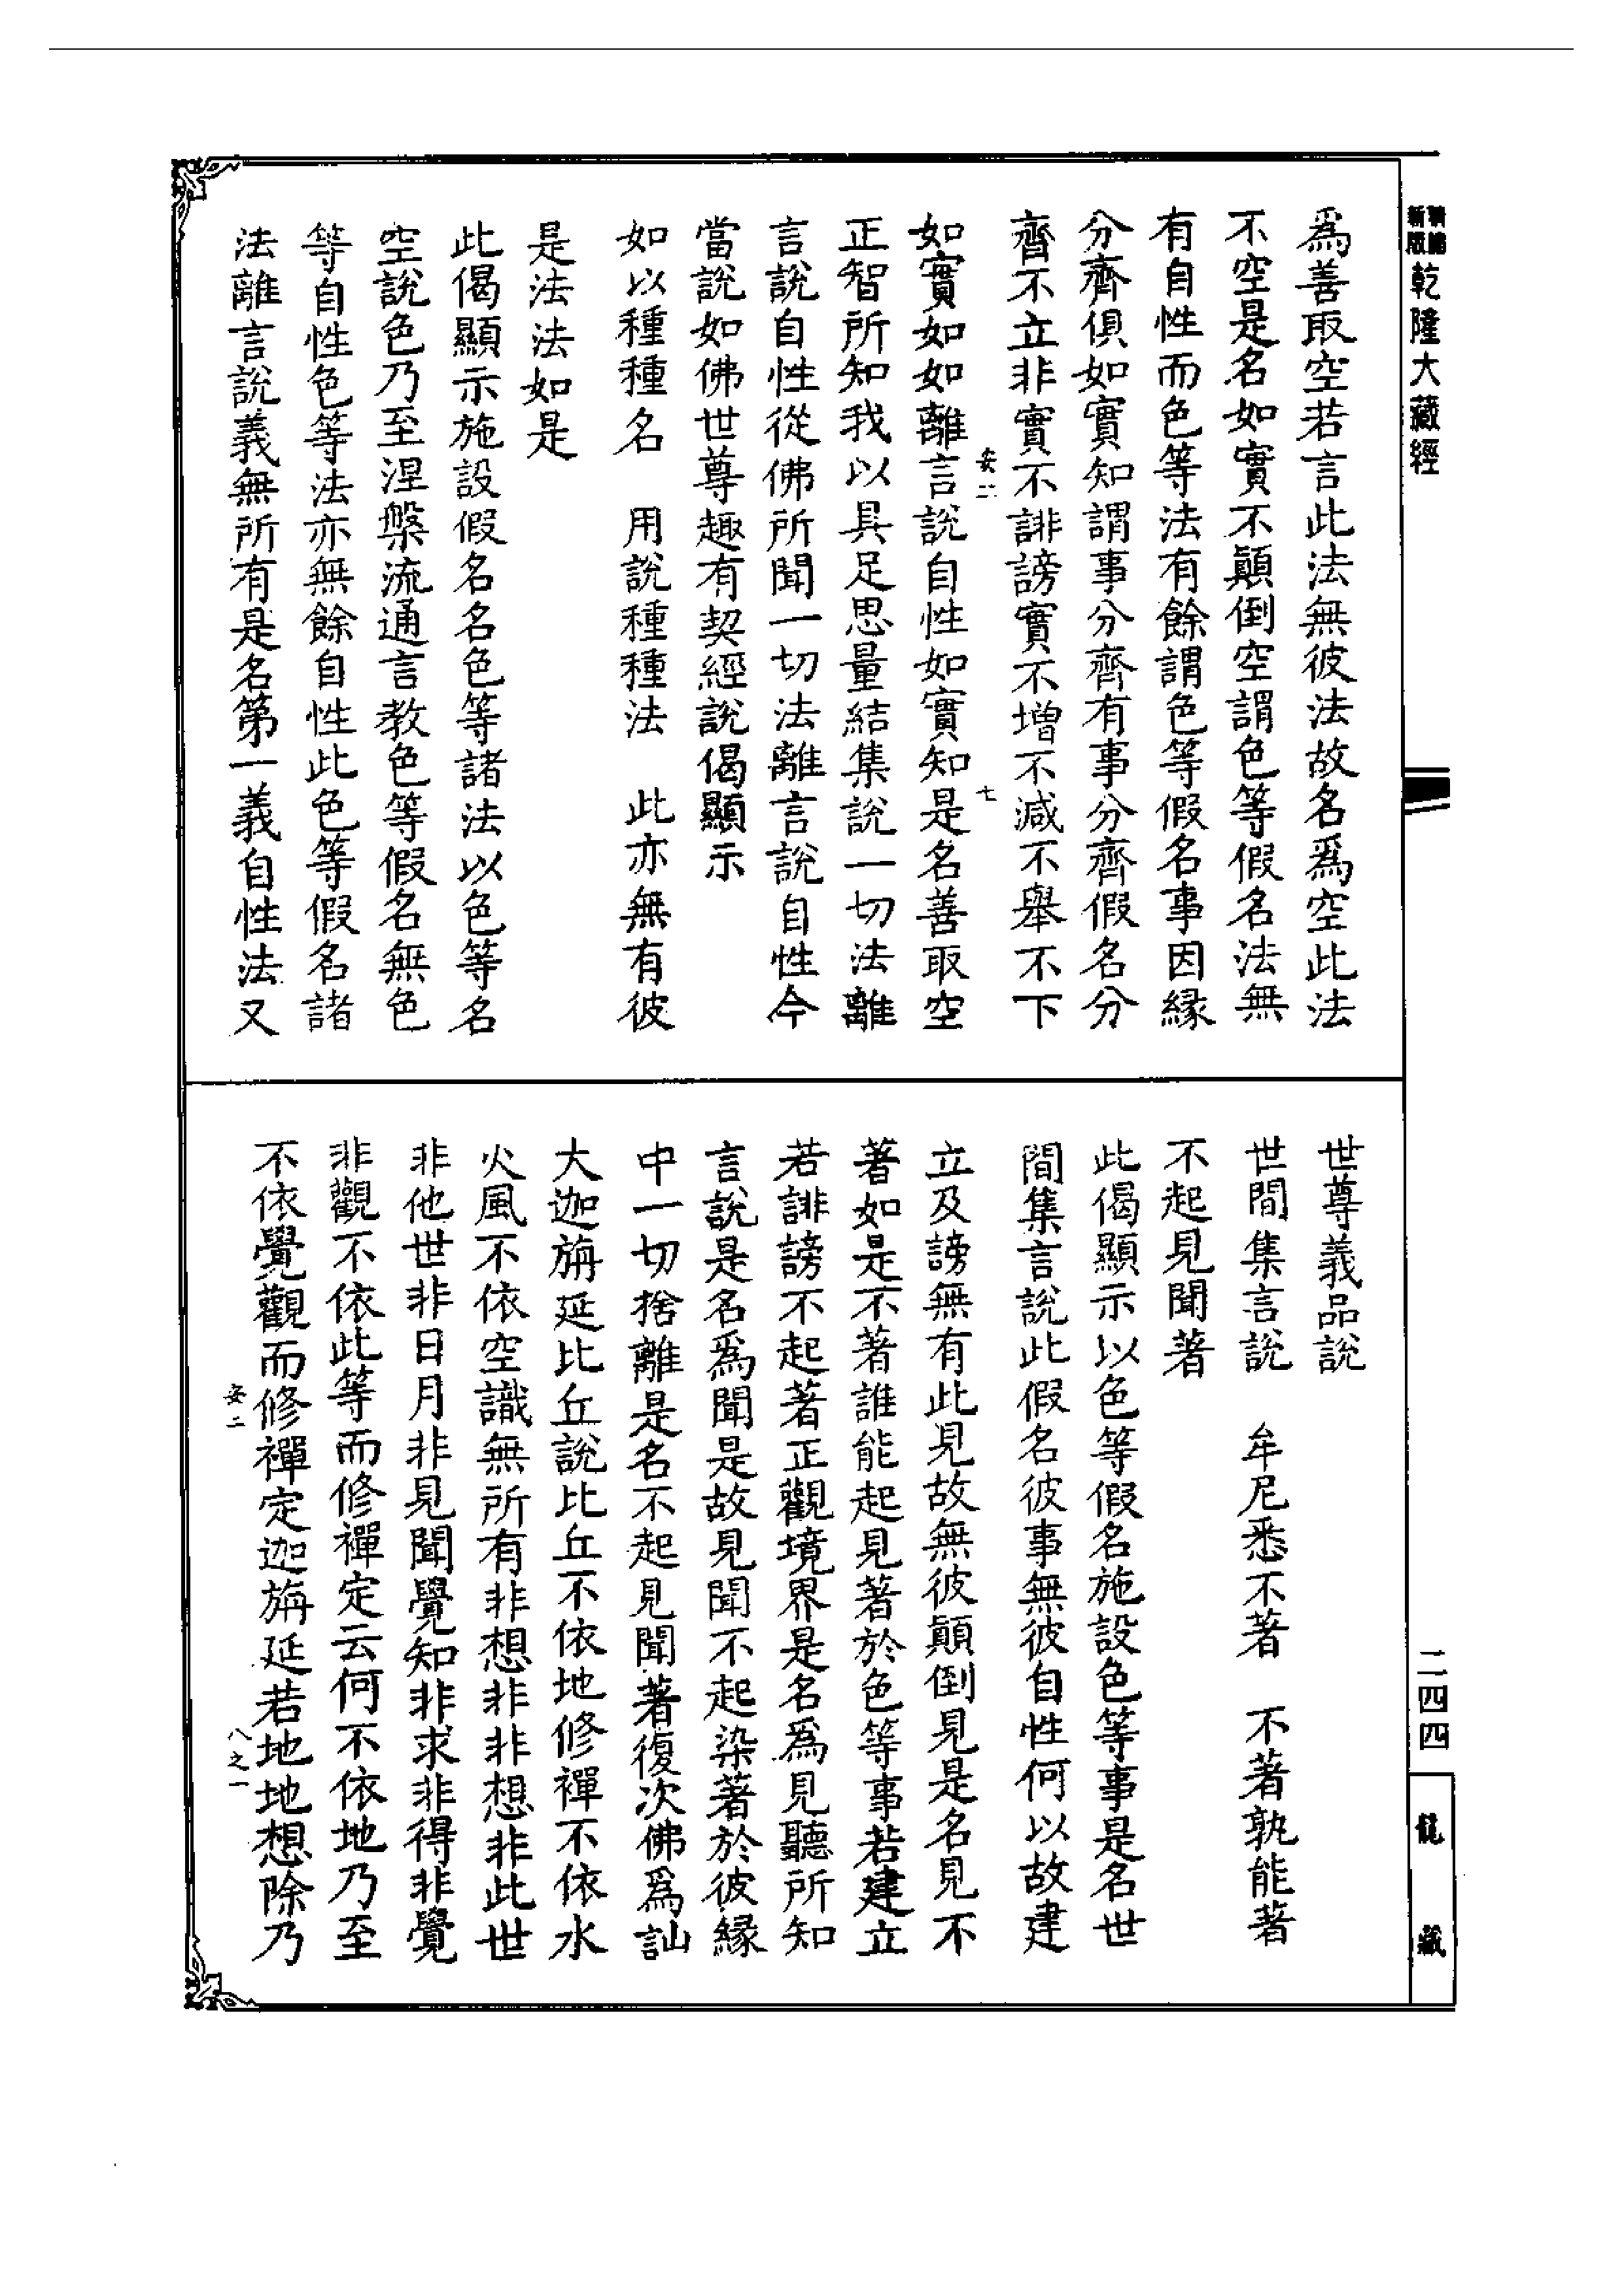 新版
精編
乾隆大藏經
二四四
龍藏
爲善取空若言此法無彼法故名爲空此法
不空是名如實不顛倒空謂色等假名法無
有自性而色等法有餘謂色等假名事因緣
分齊俱如實知謂事分齊有事分齊假名分
齊不立非實不誹謗實不增不減不舉不下
安二
七
如實如如離言說自性如實知是名善取空
正智所知我以具足思量結集說一切法離
言說自性從佛所聞一切法離言說自性今
當說如佛世尊趣有契經說偈顯示
如以種種名　用說種種法　此亦無有彼
是法法如是
此偈顯示施設假名名色等諸法以色等名
空說色乃至涅槃流通言教色等假名無色
等自性色等法亦無餘自性此色等假名諸
法離言說義無所有是名第一義自性法又
世尊義品說
世間集言說　牟尼悉不著　不著孰能著
不起見聞著
此偈顯示以色等假名施設色等事是名世
間集言說此假名彼事無彼自性何以故建
立及謗無有此見故無彼顛倒見是名見不
著如是不著誰能起見著於色等事若建立
若誹謗不起著正觀境界是名爲見聽所知
言說是名爲聞是故見聞不起染著於彼緣
中一切捨離是名不起見聞著復次佛爲訕
大迦旃延比丘說比丘不依地修禪不依水
火風不依空識無所有非想非非想非此世
非他世非日月非見聞覺知非求非得非覺
非觀不依此等而修禪定云何不依地乃至
不依覺觀而修禪定迦旃延若地地想除乃
安二
八之一